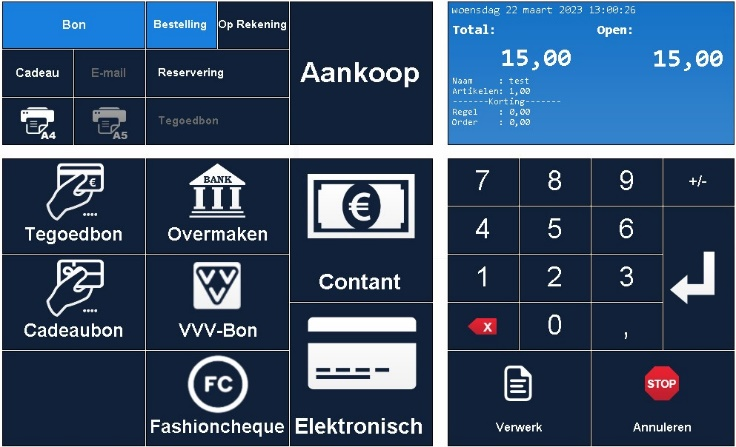 Bon
Bestelling
Op Rekening
Aankoop
Cadeau
E-mail
Reservering
A4
A5
Tegoedbon
woensdag 22 maart 2023 13:00:26
Total: Open:
15,00 15,00
Naam : test
Artikelen: 1,00
-------Korting-------
Regel : 0,00
Order : 0,00
€
Tegoedbon
BANK
Overmaken
€
Contant
Cadeaubon
VVV
VVV-Bon
FC
Fashioncheque
Elektronisch
7 8 9 +/-
4 5 6
1 2 3
X 0 ,
Verwerk
STOP
Annuleren